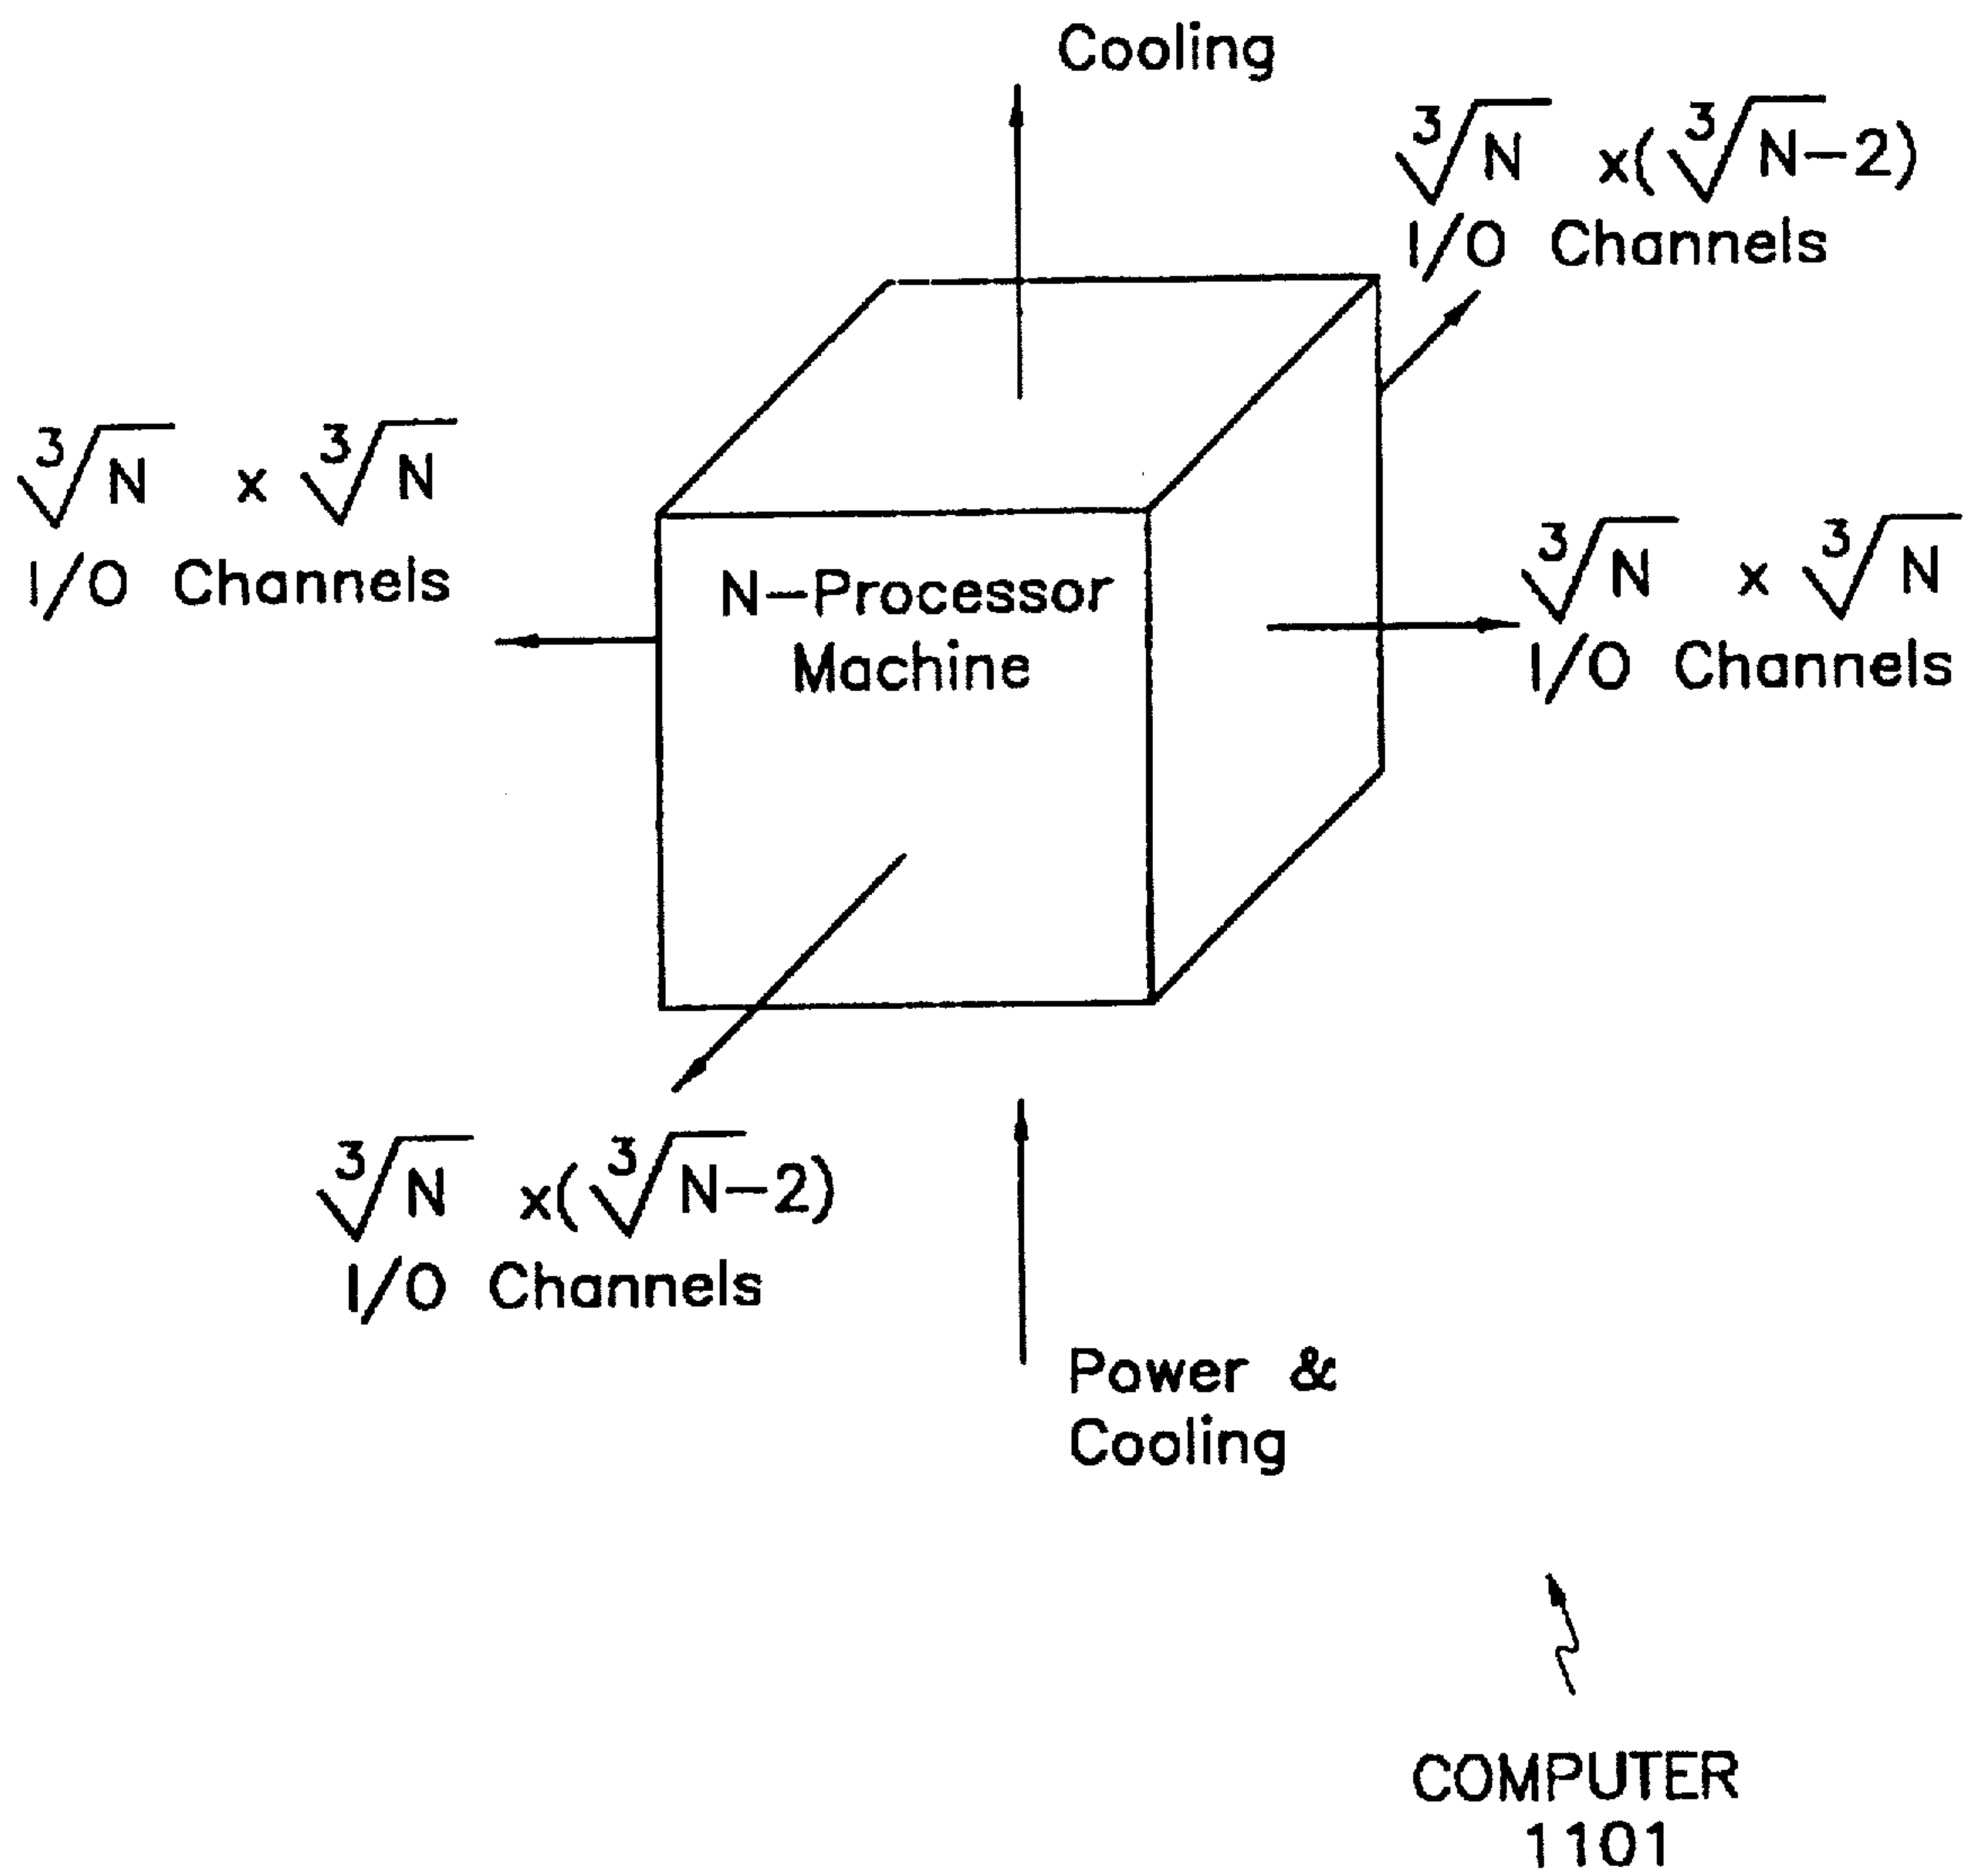 Cooling
∛N x(∛N-2)
I/O Channels
∛N x ∛N
I/O Channels
N-Processor
Machine
∛N x ∛N
I/O Channels
∛N x(∛N-2)
I/O Channels
Power &
Cooling
COMPUTER
1101